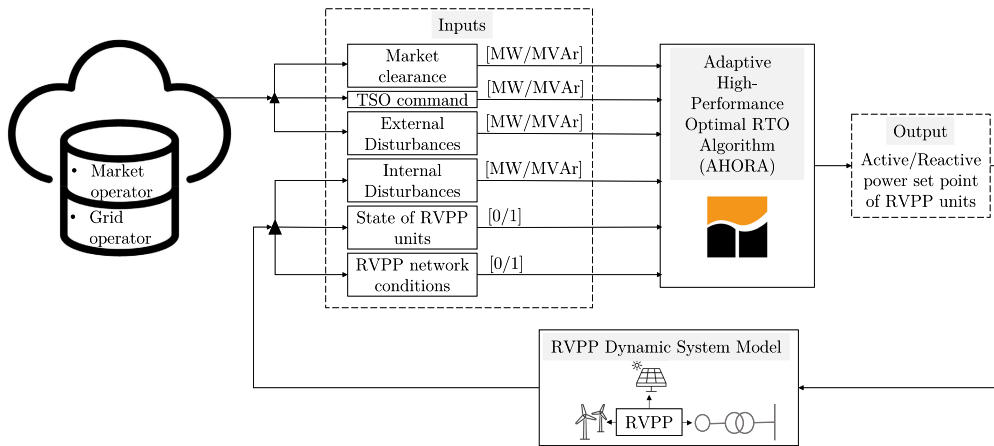 • Market
operator
• Grid
operator
Inputs
Market
clearance
[MW/MVAr]
TSO command
[MW/MVAr]
External
Disturbances
[MW/MVAr]
Internal
Disturbances
[MW/MVAr]
State of RVPP
units
[0/1]
RVPP network
conditions
[0/1]
Adaptive
High-
Performance
Optimal RTO
Algorithm
(AHORA)
Output
Active/Reactive
power set point
of RVPP units
RVPP Dynamic System Model
RVPP